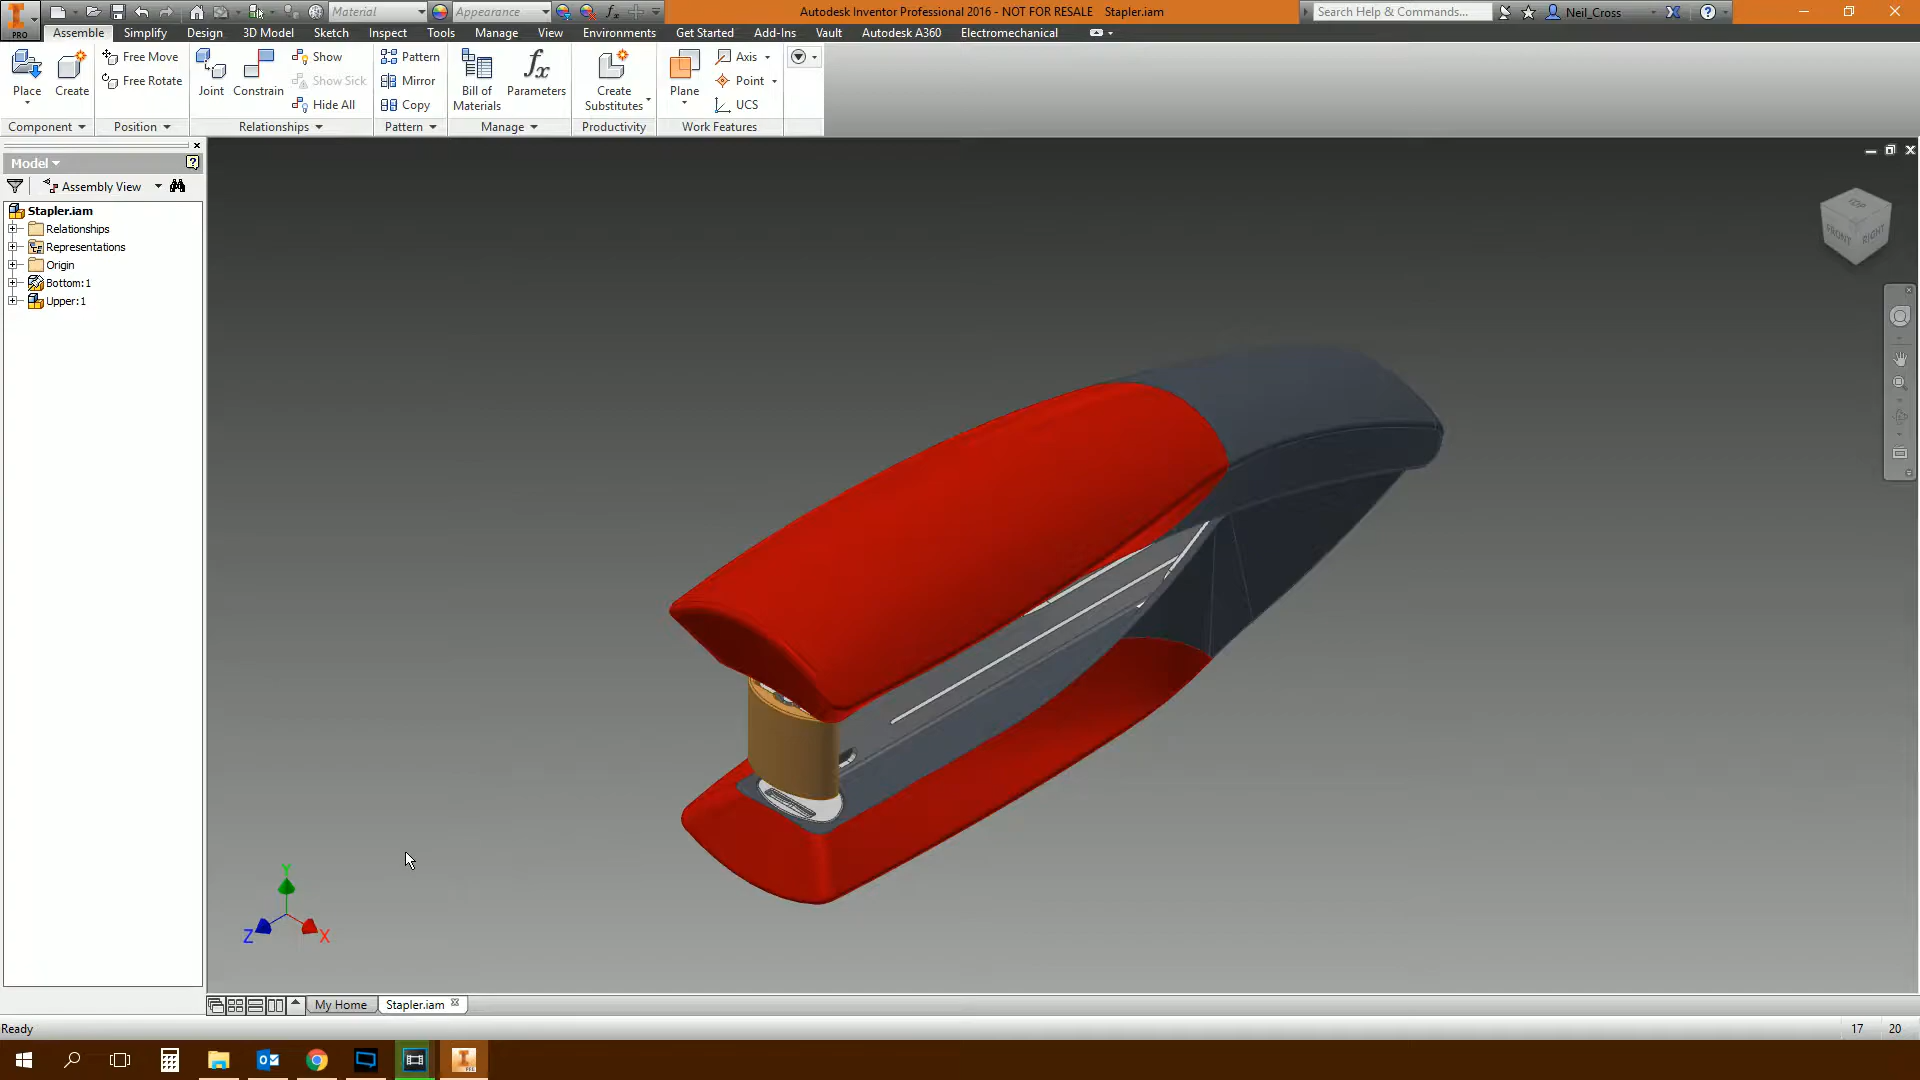 Material
Appearance
Autodesk Inventor Professional 2016 - NOT FOR RESALE Stapler.iam
Search Help & Commands...
Neil_Cross
PRO
Assemble Simplify Design 3D Model Sketch Inspect Tools Manage View Environments Get Started Add-Ins Vault Autodesk A360 Electromechanical
Place
Create
Free Move
Free Rotate
Joint
Constrain
Show
Show Sick
Hide All
Pattern
Mirror
Copy
Bill of
Materials
fx
Parameters
Create
Substitutes
Plane
Axis
Point
UCS
Component
Position
Relationships
Pattern
Manage
Productivity
Work Features
Model
Assembly View
Stapler.iam
Relationships
Representations
Origin
Bottom:1
Upper:1
TOP
FRONT
RIGHT
Y
Z
X
My Home
Stapler.iam
Ready
17 20